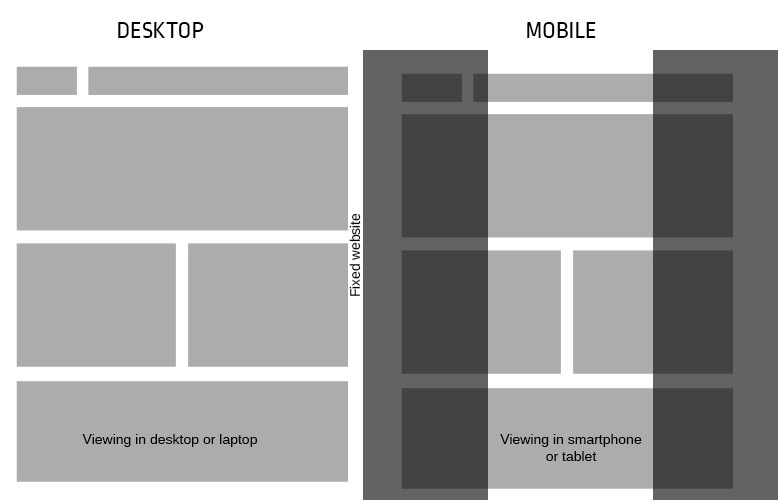 DESKTOP
MOBILE
Fixed website
Viewing in desktop or laptop
Viewing in smartphone
or tablet